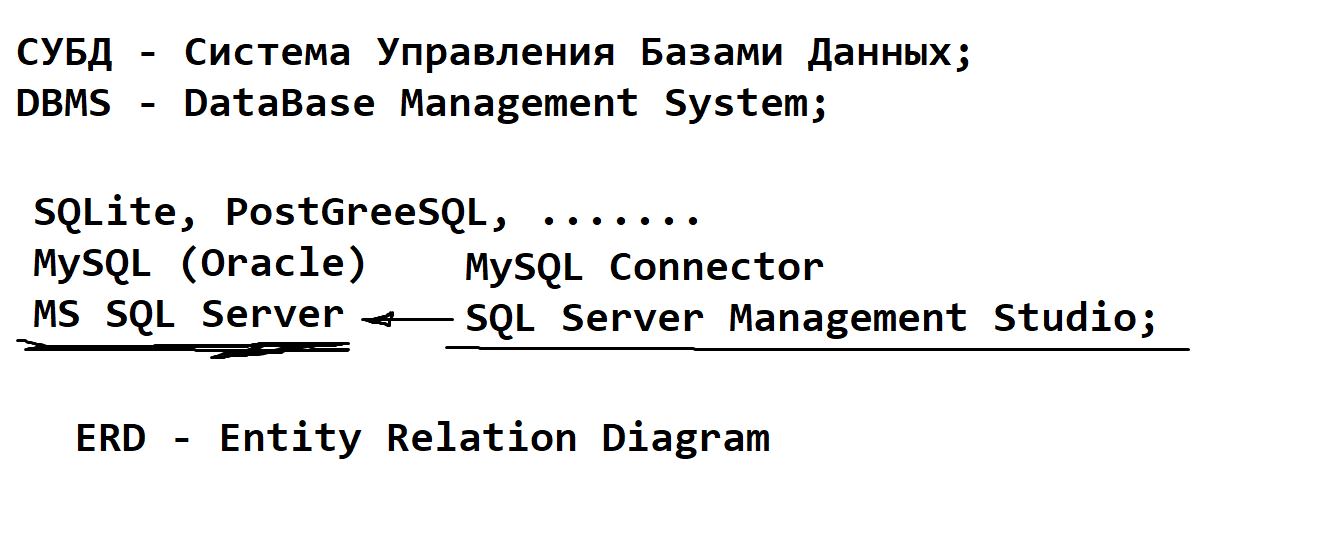 СУБД - Система Управления Базами Данных;
DBMS - DataBase Management System;
SQLite, PostGreeSQL, .......
MySQL (Oracle) MySQL Connector
MS SQL Server SQL Server Management Studio;
ERD - Entity Relation Diagram